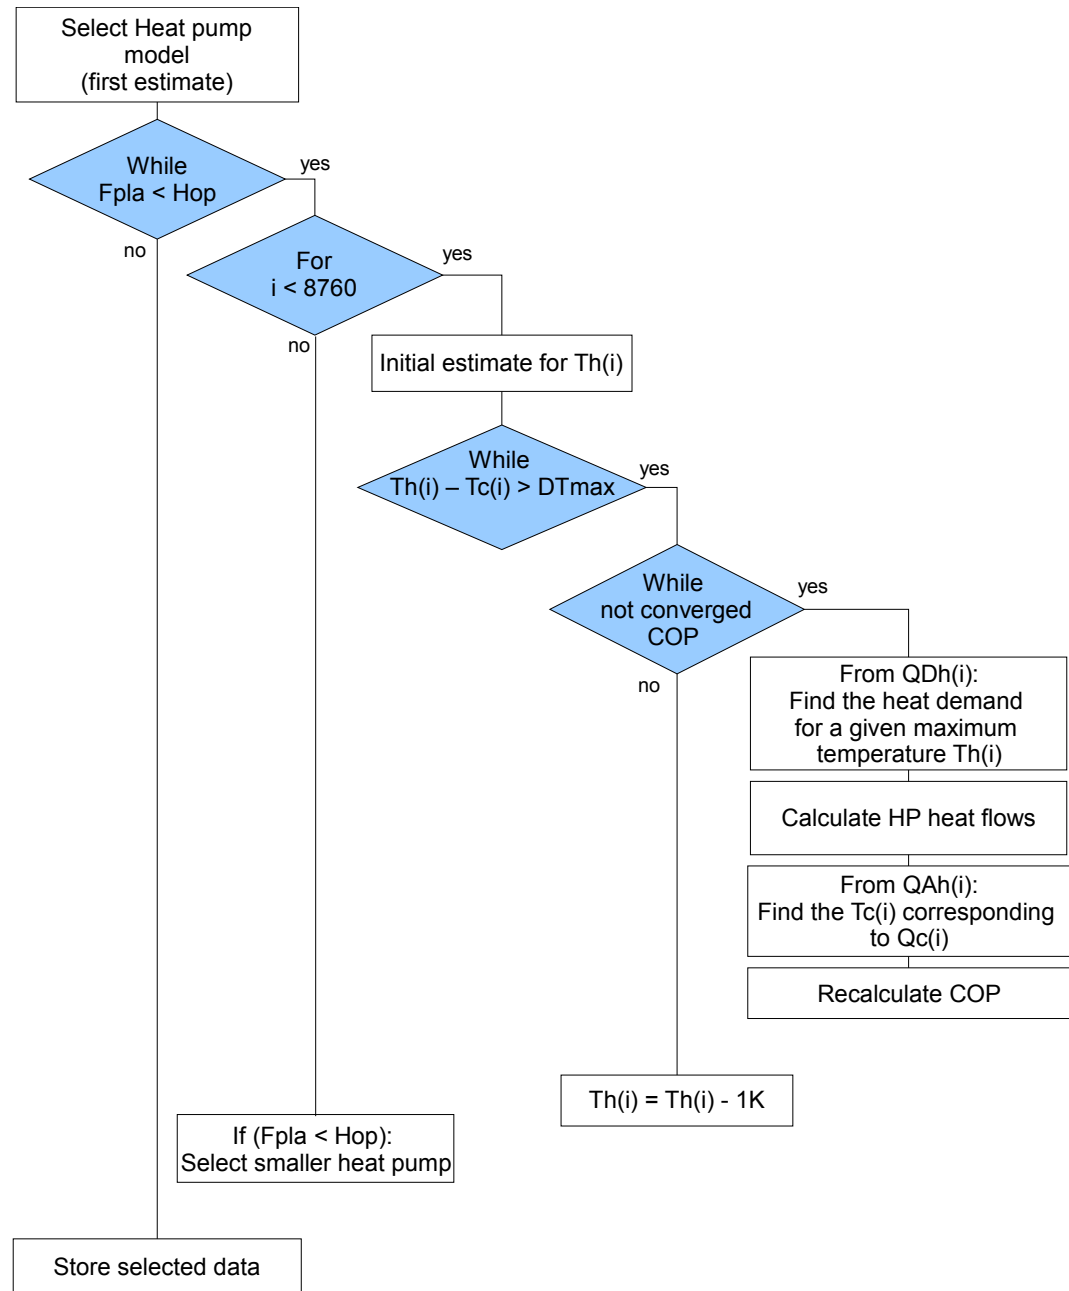 Select Heat pump
model
(first estimate)
While
Fpla < Hop
yes
no
For
i < 8760
yes
no
Initial estimate for Th(i)
While
Th(i) – Tc(i) > DTmax
yes
While
not converged
COP
yes
no
From QDh(i):
Find the heat demand
for a given maximum
temperature Th(i)
Calculate HP heat flows
From QAh(i):
Find the Tc(i) corresponding
to Qc(i)
Recalculate COP
Th(i) = Th(i) - 1K
If (Fpla < Hop):
Select smaller heat pump
Store selected data